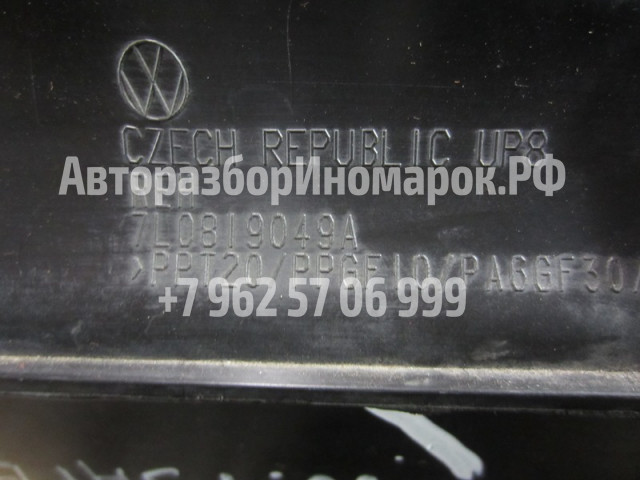 CZECH REPUBLIC UP8
АвторазборИномарок.РФ
7L0819049A
>PPT20/PPGF10/PA6GF30/
+7 962 57 06 999